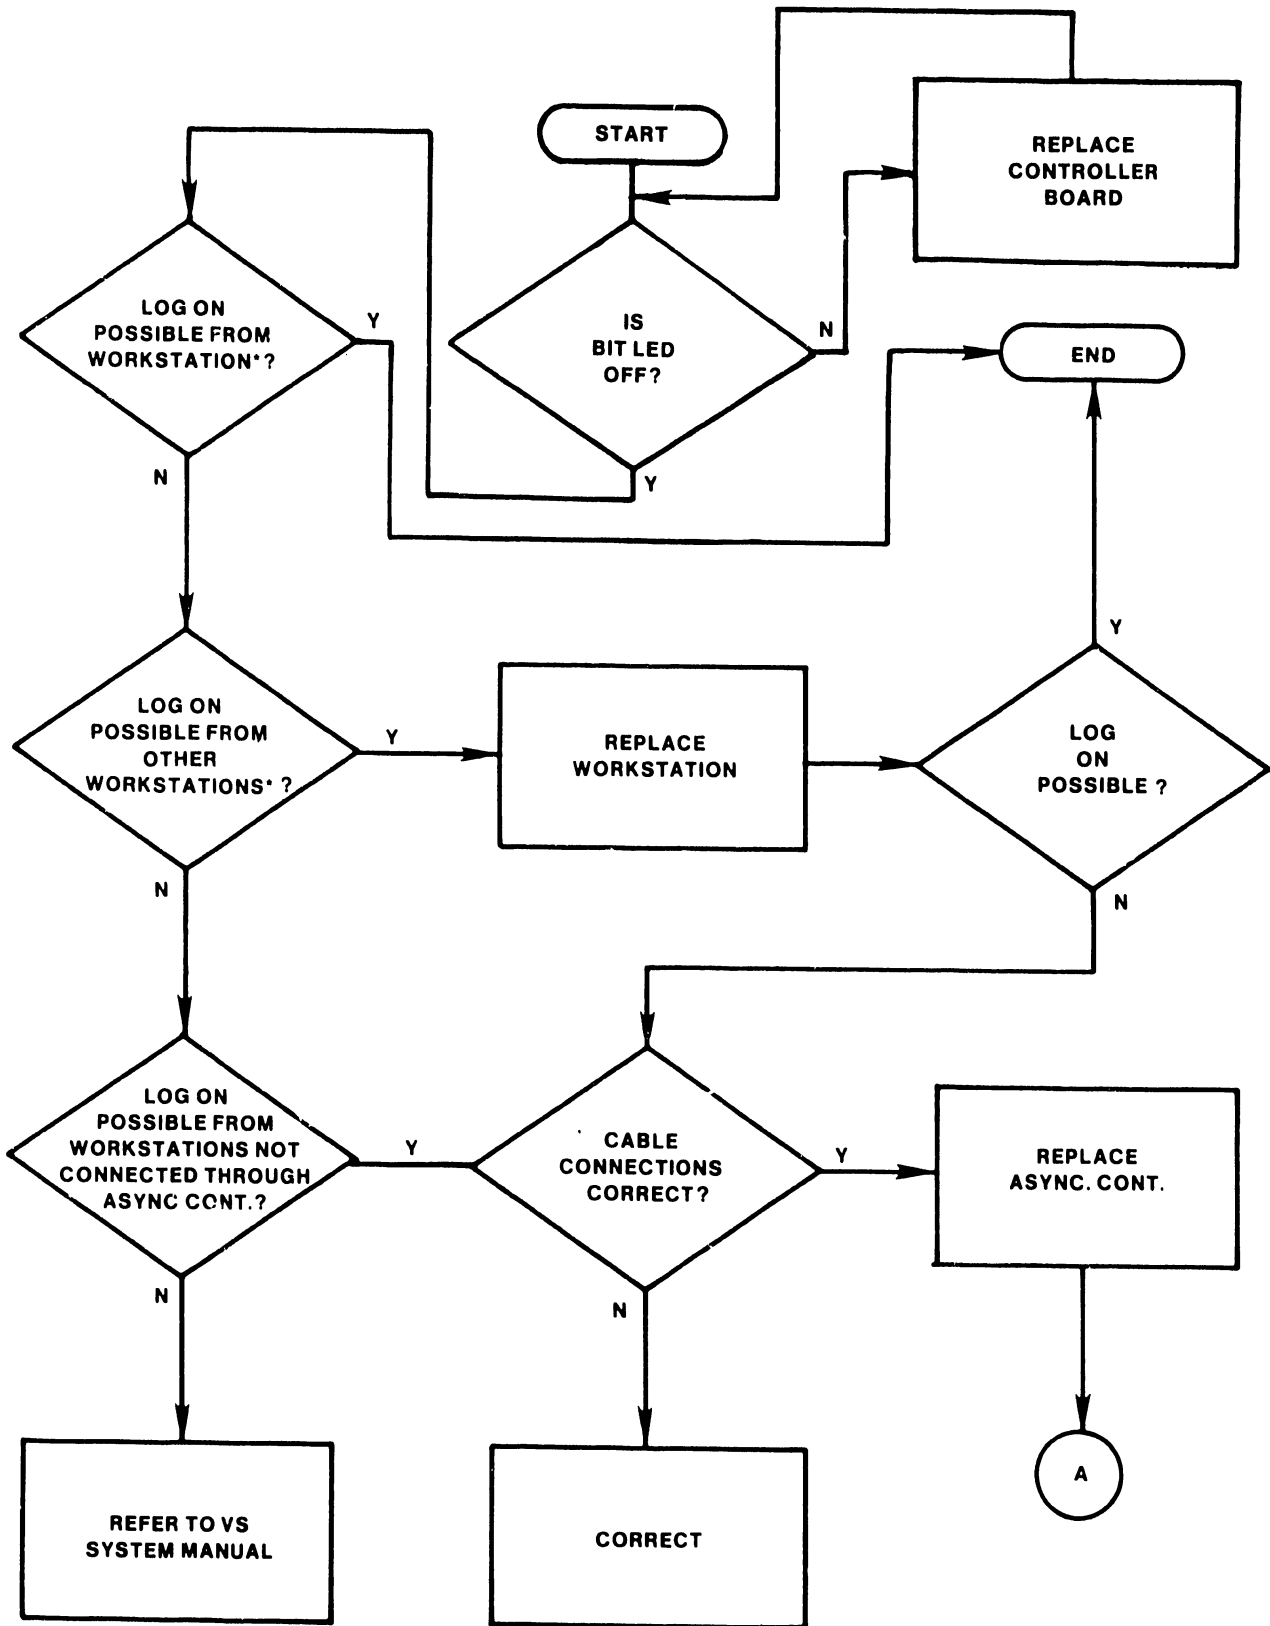 START
REPLACE
CONTROLLER
BOARD
LOG ON
POSSIBLE FROM
WORKSTATION*?
Y
IS
BIT LED
OFF?
N
END
N
Y
Y
LOG ON
POSSIBLE FROM
OTHER
WORKSTATIONS* ?
Y
REPLACE
WORKSTATION
LOG
ON
POSSIBLE ?
N
N
LOG ON
POSSIBLE FROM
WORKSTATIONS NOT
CONNECTED THROUGH
ASYNC CONT.?
Y
CABLE
CONNECTIONS
CORRECT?
Y
REPLACE
ASYNC. CONT.
N
N
REFER TO VS
SYSTEM MANUAL
CORRECT
A